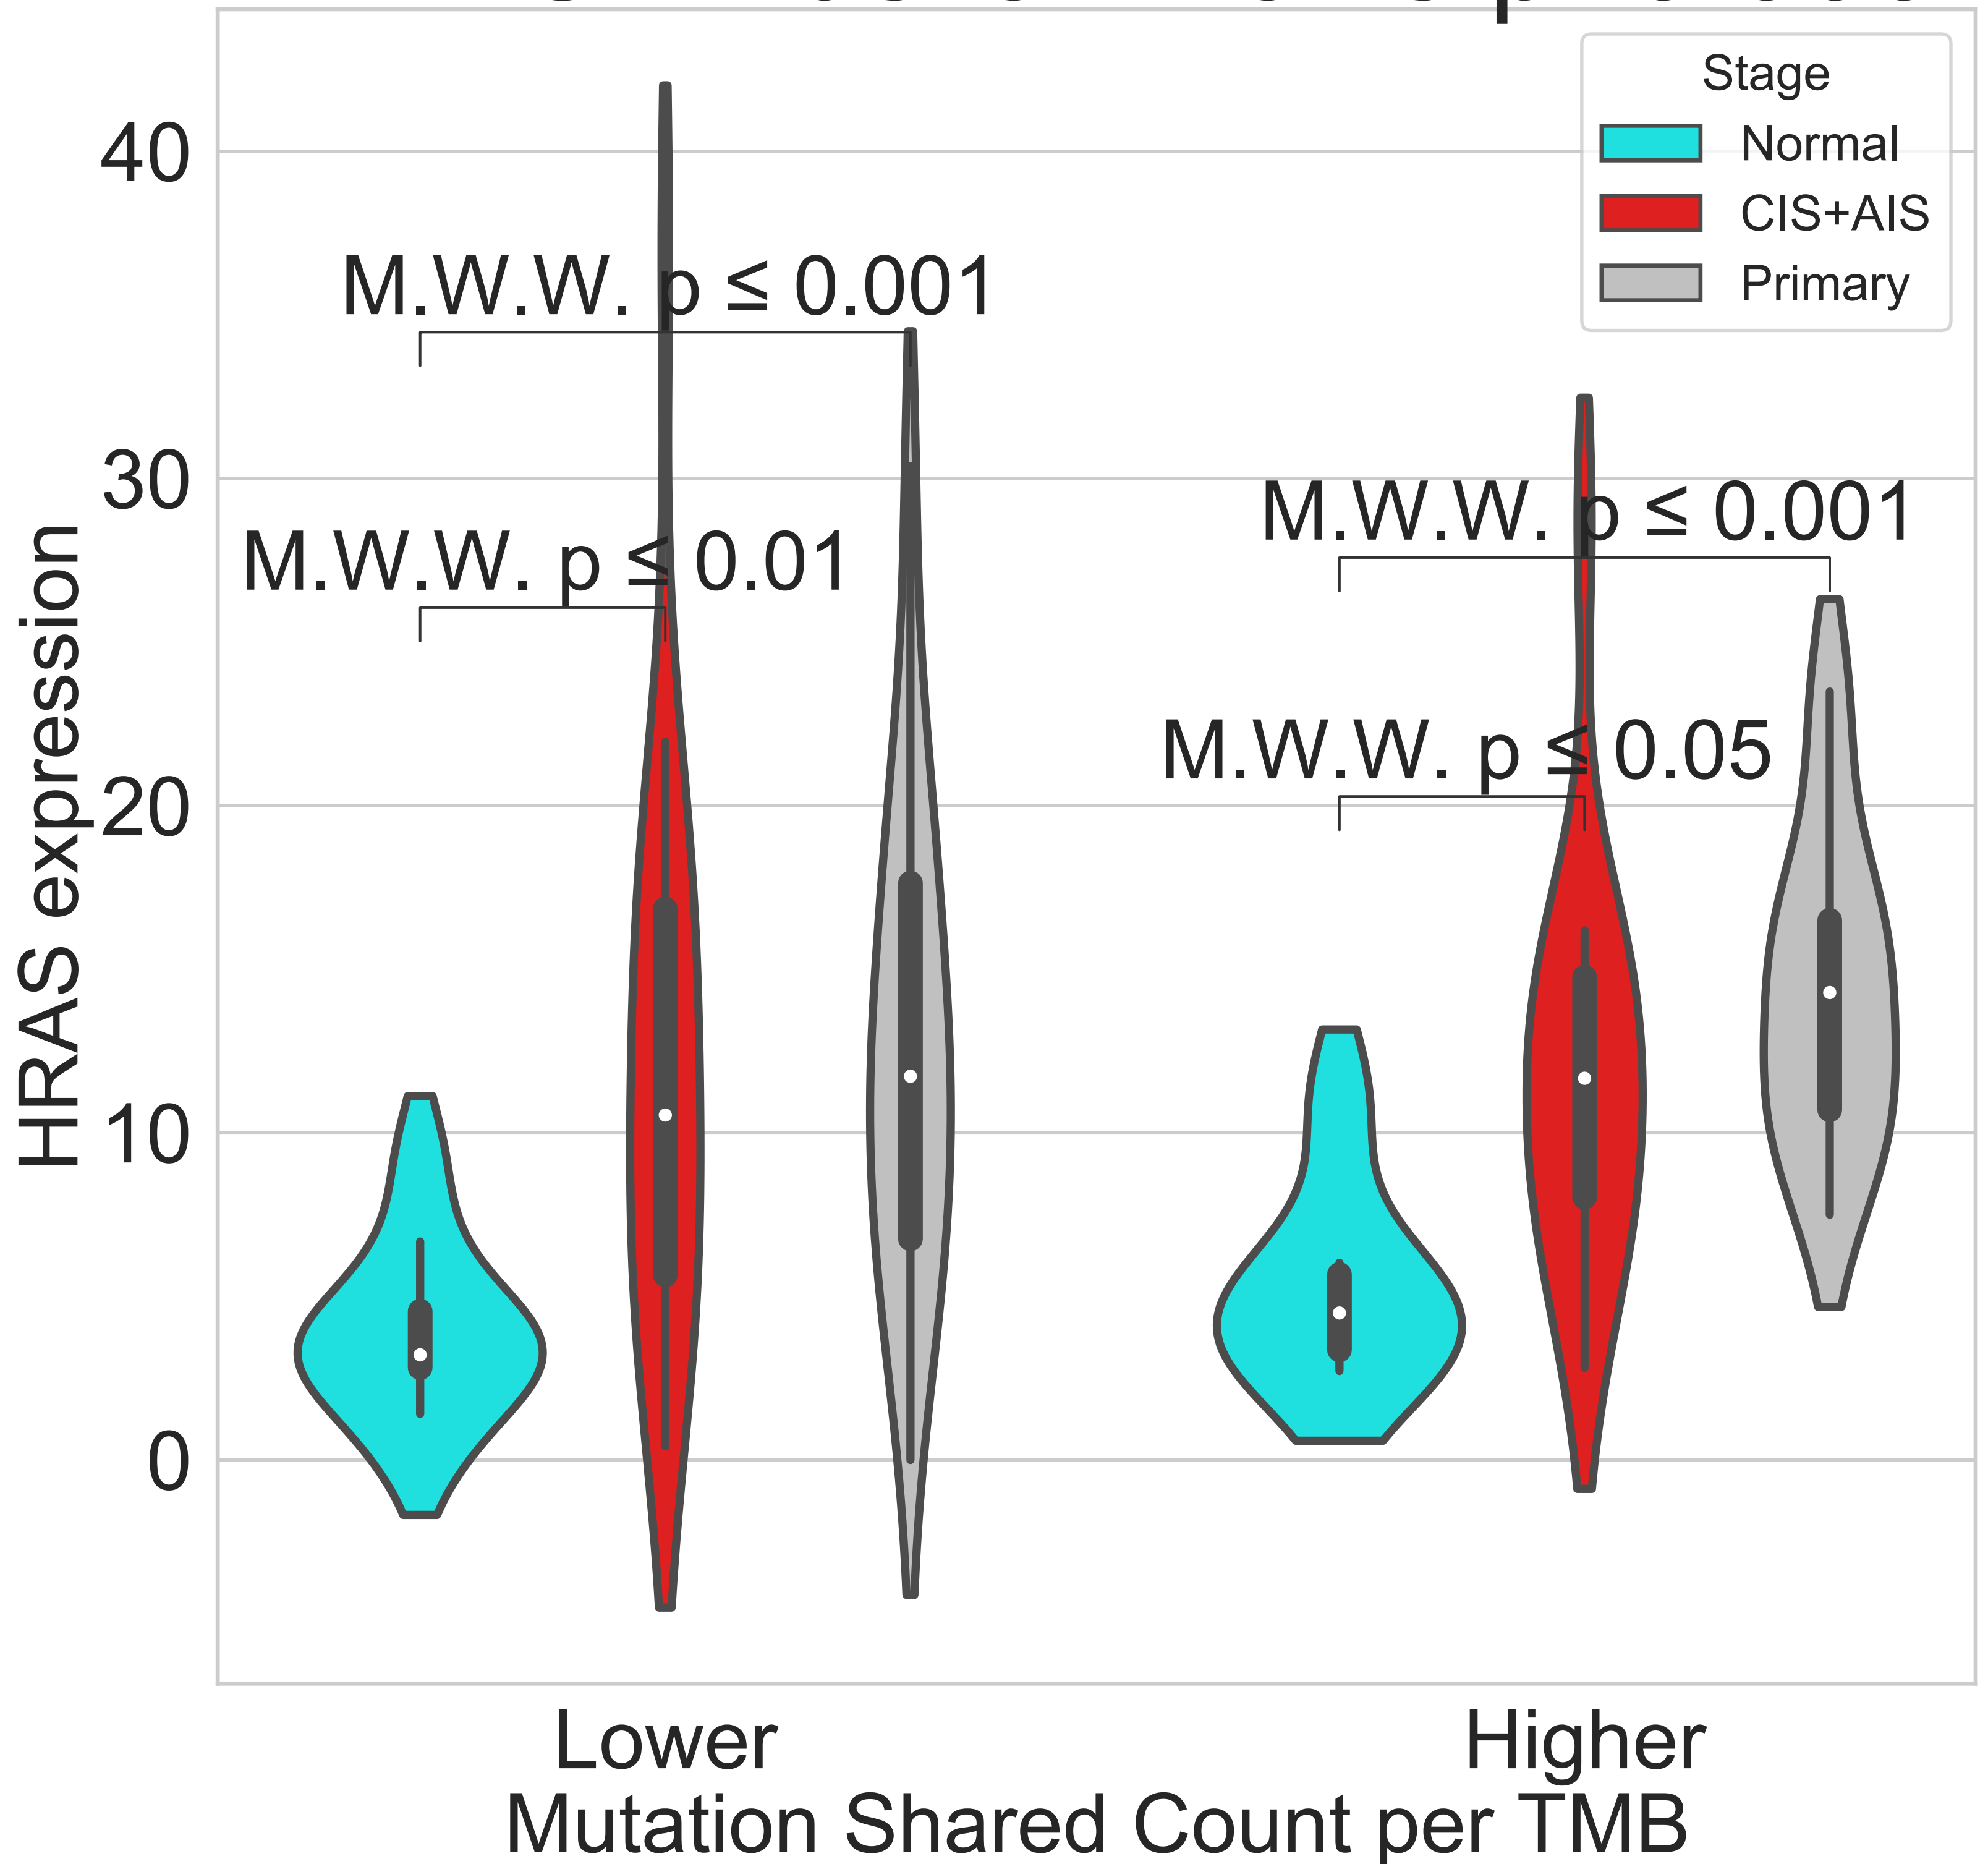 Stage
Normal
CIS+AIS
Primary
40
30
20
10
0
HRAS expression
M.W.W. p ≤ 0.001
M.W.W. p ≤ 0.01
M.W.W. p ≤ 0.001
M.W.W. p ≤ 0.05
Lower
Higher
Mutation Shared Count per TMB